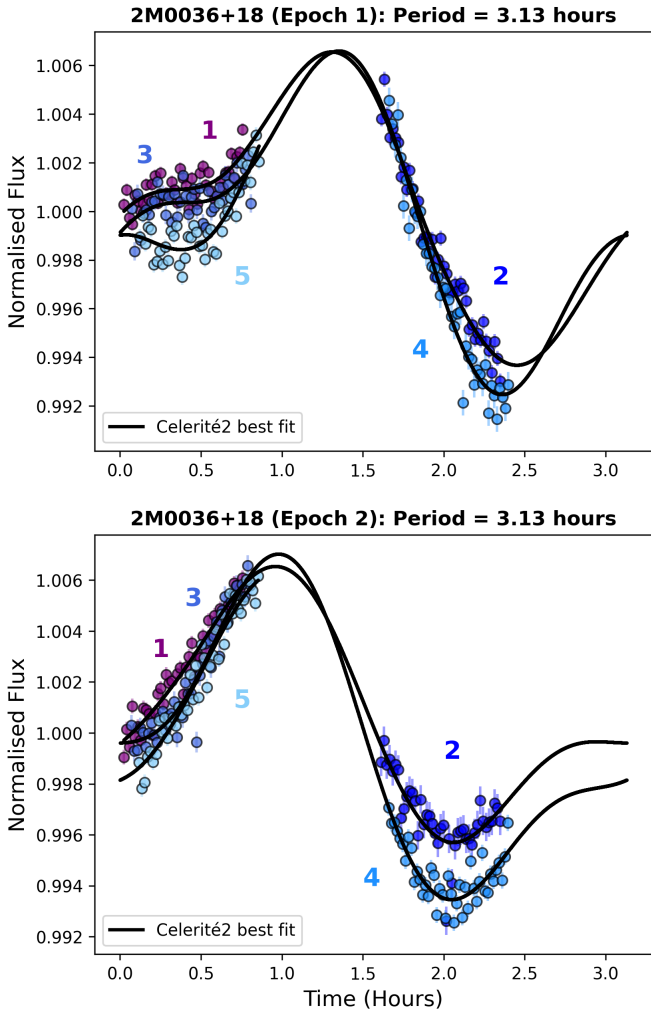 2M0036+18 (Epoch 1): Period = 3.13 hours
1.006
1.004
1.002
1.000
0.998
0.996
0.994
0.992
Normalised Flux
1
3
5
2
4
Celerité2 best fit
0.0 0.5 1.0 1.5 2.0 2.5 3.0
2M0036+18 (Epoch 2): Period = 3.13 hours
1.006
1.004
1.002
1.000
0.998
0.996
0.994
0.992
Normalised Flux
3
1
5
2
4
Celerité2 best fit
0.0 0.5 1.0 1.5 2.0 2.5 3.0
Time (Hours)